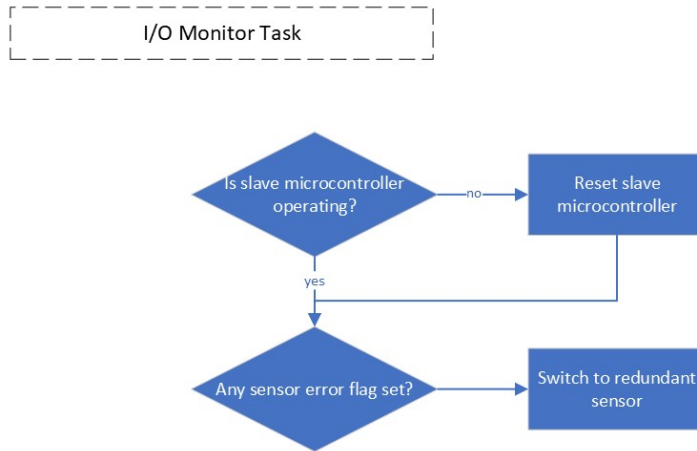 I/O Monitor Task
Is slave microcontroller
operating?
no
Reset slave
microcontroller
yes
Any sensor error flag set?
Switch to redundant
sensor